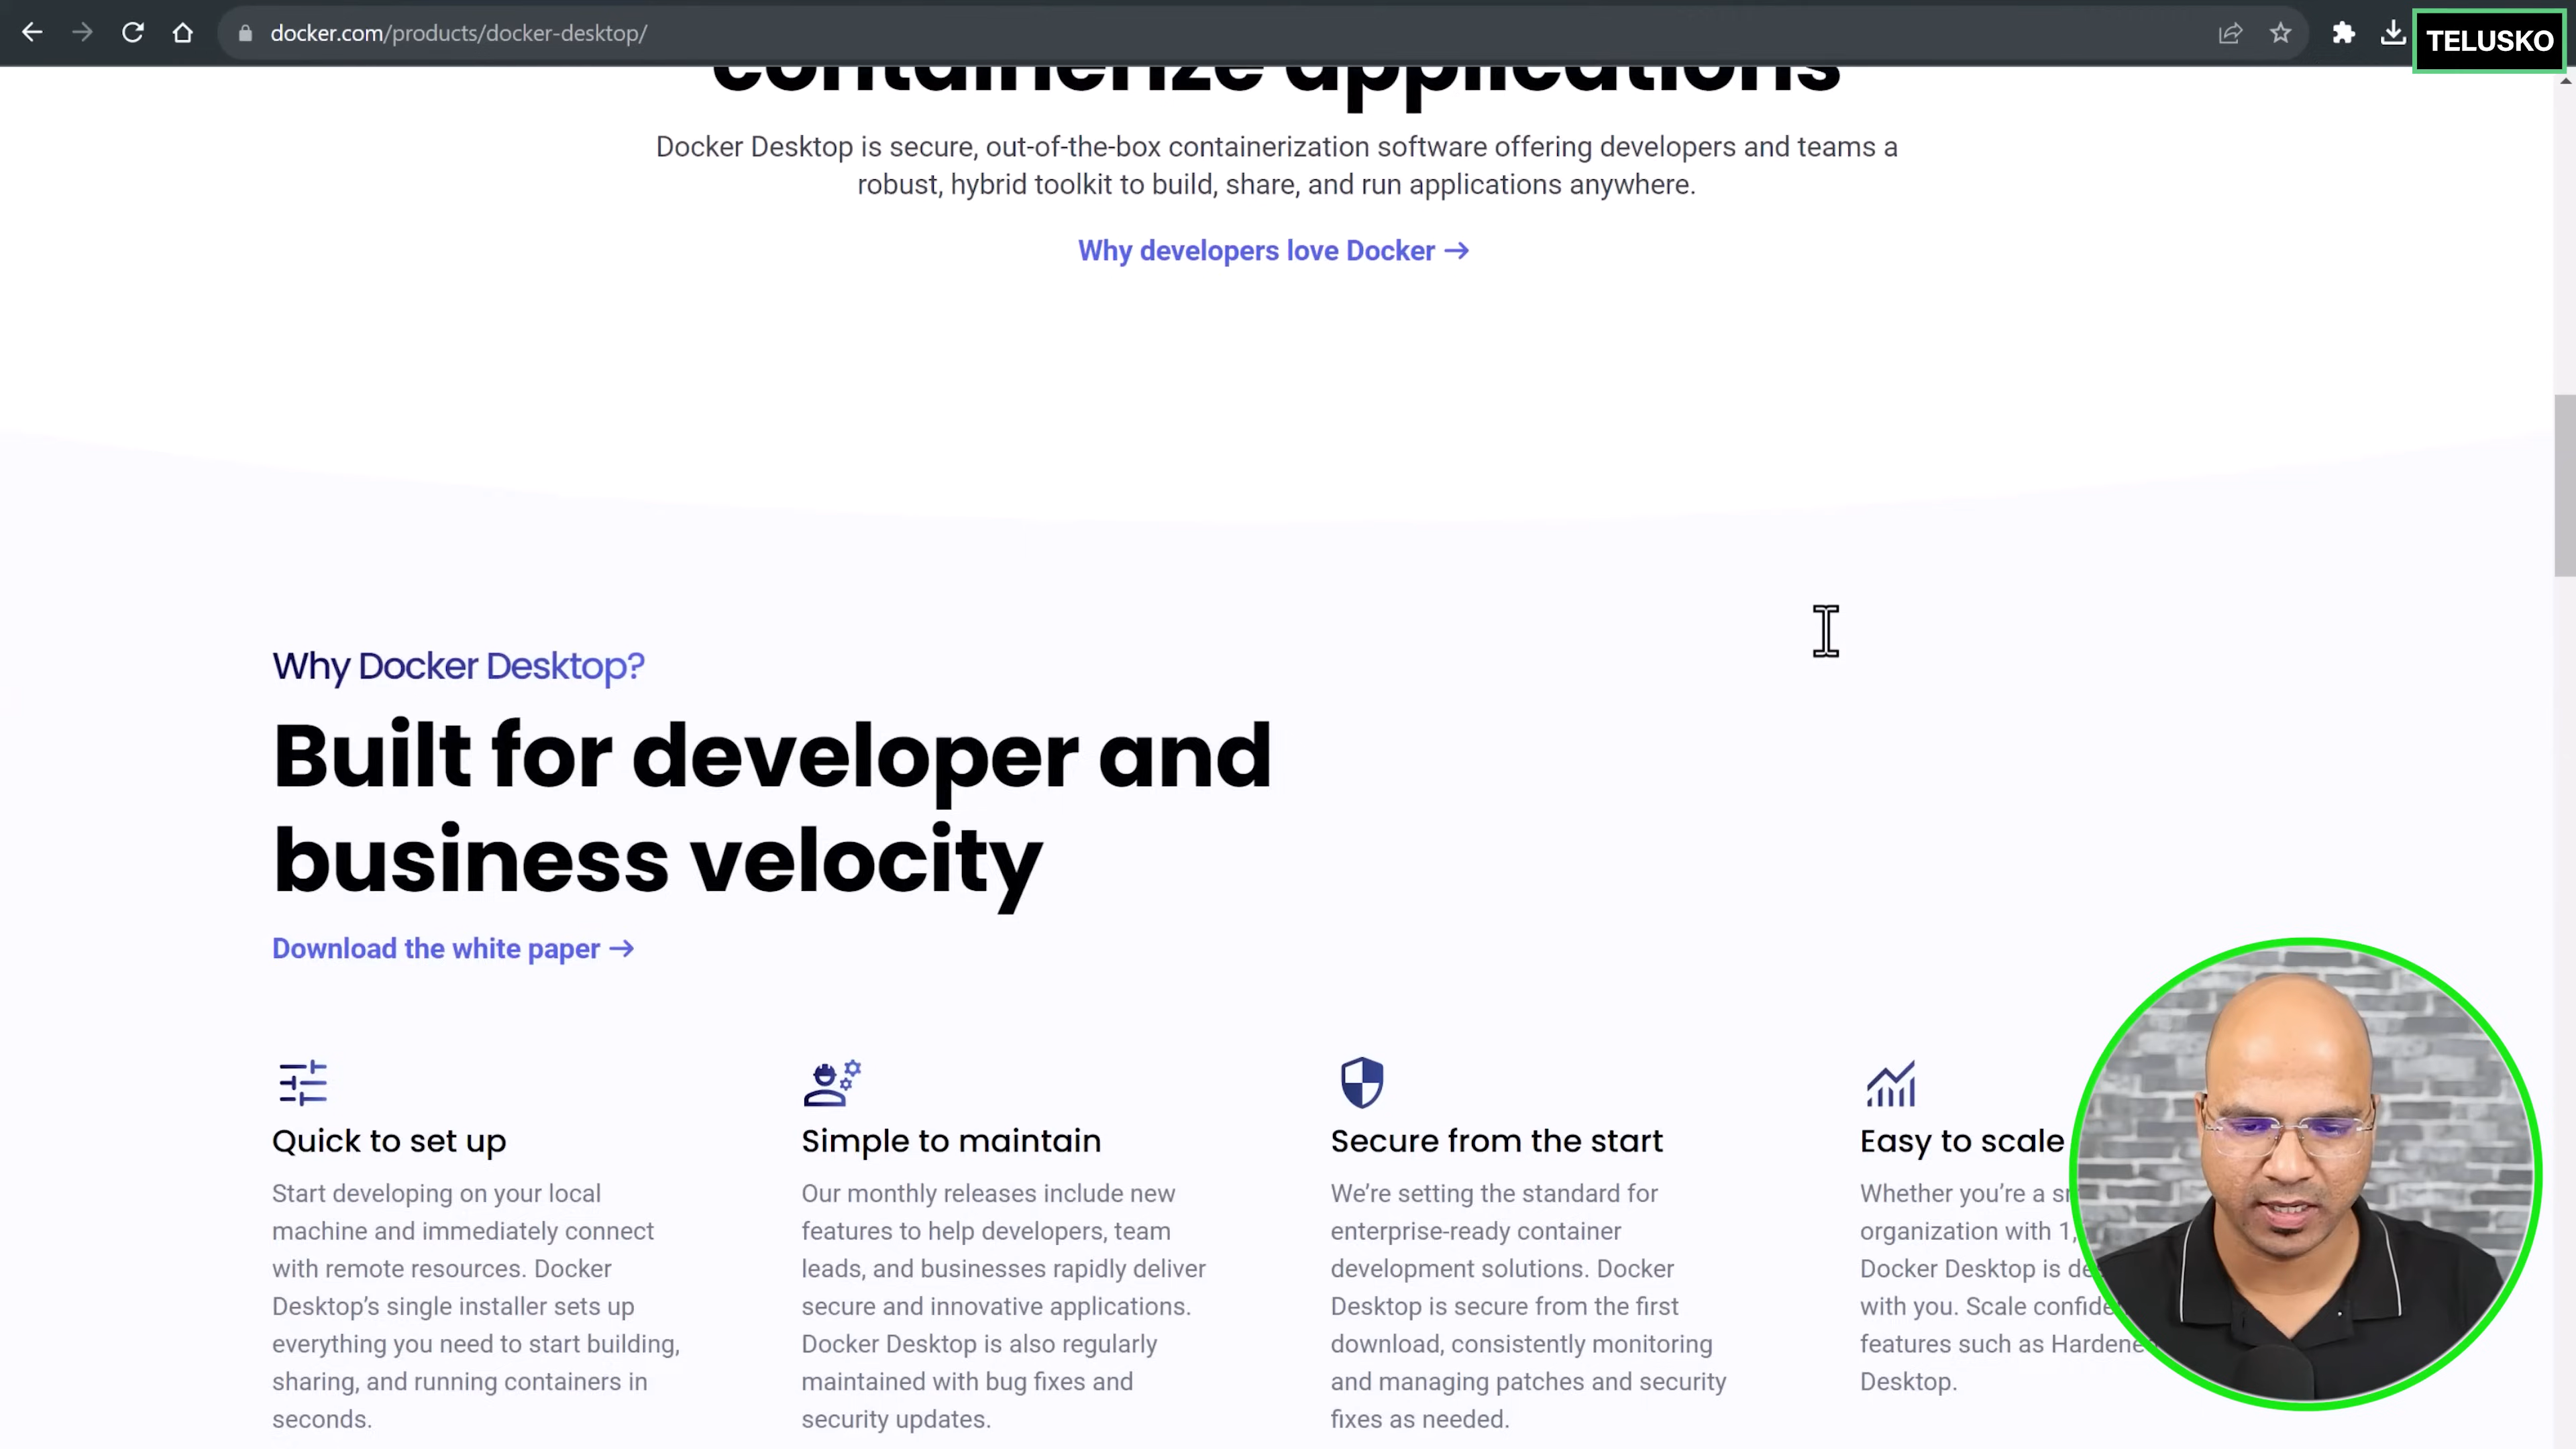 docker.com/products/docker-desktop/
TELUSKO
containerize applications
Docker Desktop is secure, out-of-the-box containerization software offering developers and teams a
robust, hybrid toolkit to build, share, and run applications anywhere.
Why developers love Docker →
Why Docker Desktop?
Built for developer and
business velocity
Download the white paper →
Quick to set up
Start developing on your local
machine and immediately connect
with remote resources. Docker
Desktop's single installer sets up
everything you need to start building,
sharing, and running containers in
seconds.
Simple to maintain
Our monthly releases include new
features to help developers, team
leads, and businesses rapidly deliver
secure and innovative applications.
Docker Desktop is also regularly
maintained with bug fixes and
security updates.
Secure from the start
We're setting the standard for
enterprise-ready container
development solutions. Docker
Desktop is secure from the first
download, consistently monitoring
and managing patches and security
fixes as needed.
Easy to scale
Whether you're a
organization with
Docker Desktop is
with you. Scale
features such as
Desktop.